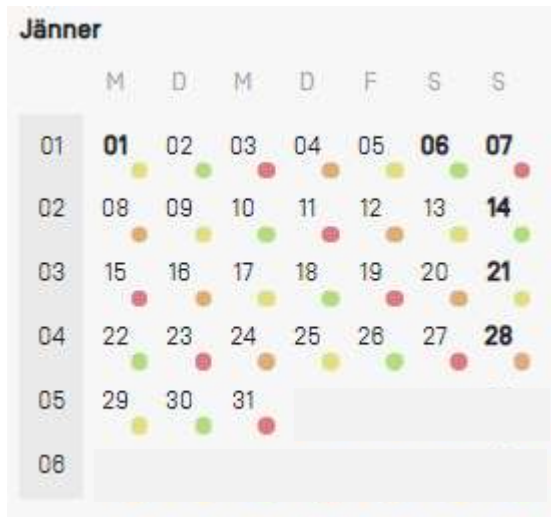 Jänner
M D M D F S S
01 01 02 03 04 05 06 07
02 08 09 10 11 12 13 14
03 15 16 17 18 19 20 21
04 22 23 24 25 26 27 28
05 29 30 31
06